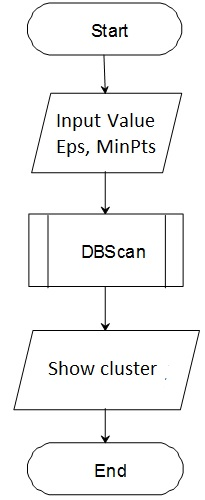 Start
Input Value
Eps, MinPts
DBScan
Show cluster
End